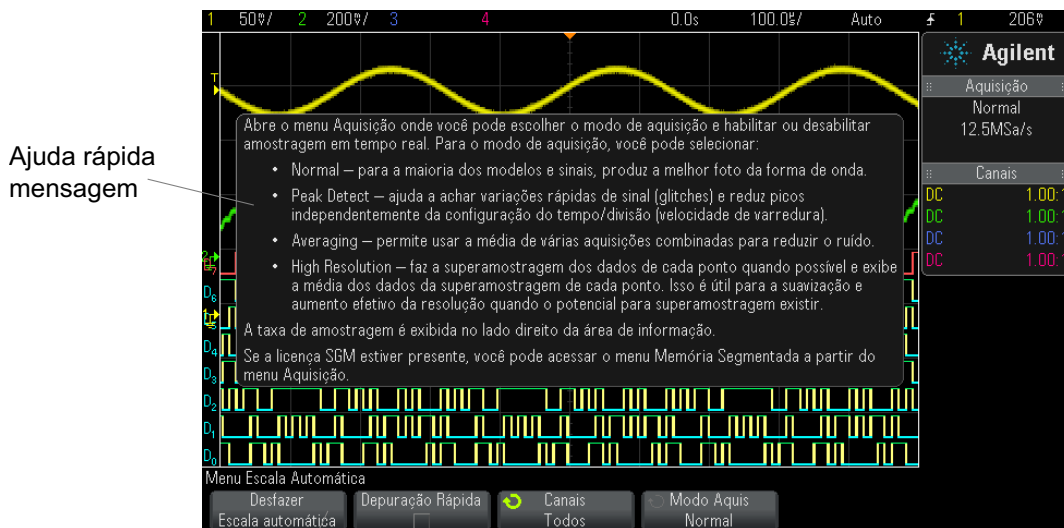 1 50V/ 2 200V/ 3 4 0.0s 100.0s/ Auto 1 206V
Agilent
Aquisição
Normal
12.5MSa/s
Canais
DC 1.00:1
DC 1.00:1
DC 1.00:1
DC 1.00:1
Ajuda rápida
mensagem
T
Abre o menu Aquisição onde você pode escolher o modo de aquisição e habilitar ou desabilitar
amostragem em tempo real. Para o modo de aquisição, você pode selecionar:
• Normal – para a maioria dos modelos e sinais, produz a melhor foto da forma de onda.
• Peak Detect – ajuda a achar variações rápidas de sinal (glitches) e reduz picos
independentemente da configuração do tempo/divisão (velocidade de varredura).
• Averaging – permite usar a média de várias aquisições combinadas para reduzir o ruído.
• High Resolution – faz a superamostragem dos dados de cada ponto quando possível e exibe
a média dos dados da superamostragem de cada ponto. Isso é útil para a suavização e
aumento efetivo da resolução quando o potencial para superamostragem existir.
A taxa de amostragem é exibida no lado direito da área de informação.
Se a licença SGM estiver presente, você pode acessar o menu Memória Segmentada a partir do
menu Aquisição.
D6
D4
D3
D2
D1
D0
Menu Escala Automática
Desfazer
Escala automática
Depuração Rápida
Canais
Todos
Modo Aquis
Normal